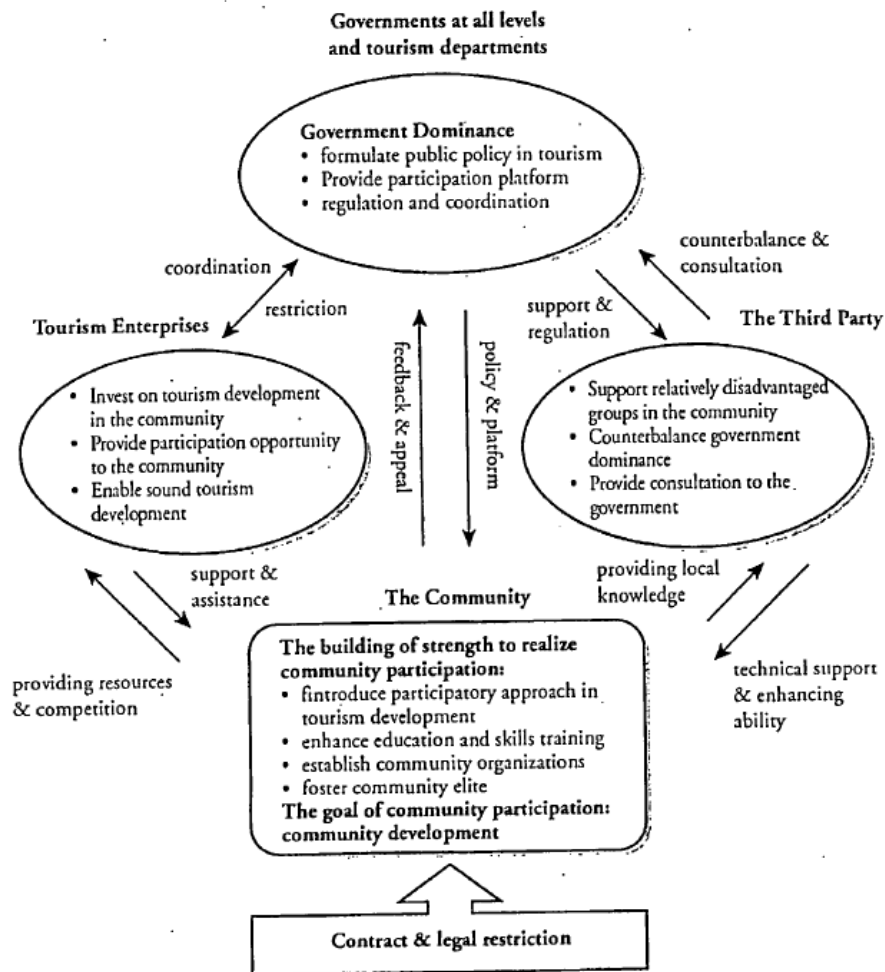 Governments at all levels
and tourism departments
Government Dominance
• formulate public policy in tourism
• Provide participation platform
• regulation and coordination
coordination
restriction
counterbalance &
consultation
support &
regulation
Tourism Enterprises
The Third Party
• Invest on tourism development
in the community
• Provide participation opportunity
to the community
• Enable sound tourism
development
feedback & appeal
policy & platform
• Support relatively disadvantaged
groups in the community
• Counterbalance government
dominance
• Provide consultation to the
government
support &
assistance
providing resources
& competition
The Community
providing local
knowledge
technical support
& enhancing
ability
The building of strength to realize
community participation:
• fintroduce participatory approach in
tourism development
• enhance education and skills training
• establish community organizations
• foster community elite
The goal of community participation:
community development
Contract & legal restriction